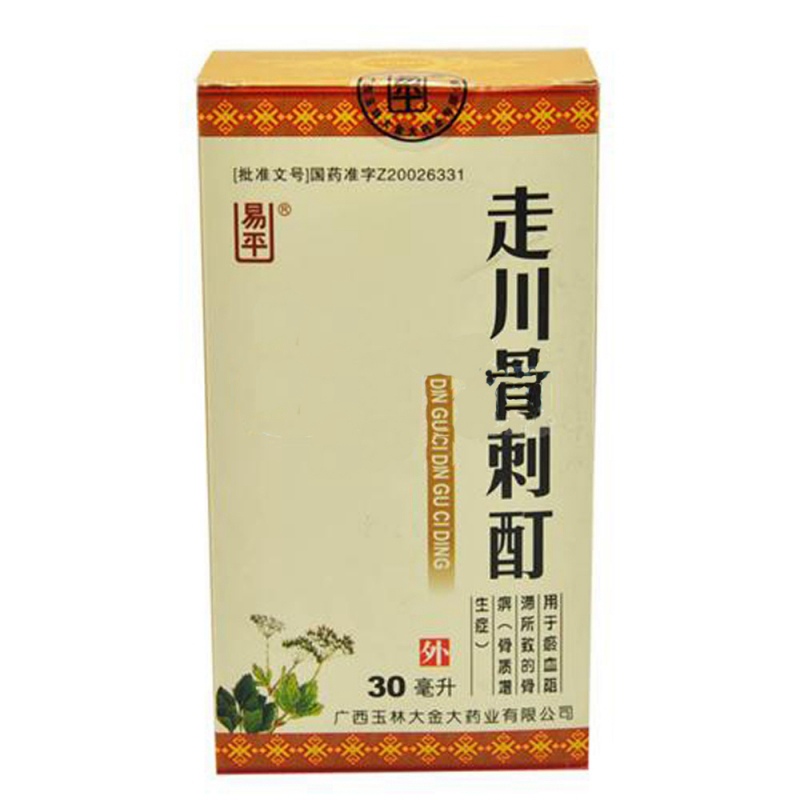 [批准文号]国药准字Z20026331
易平®
走川骨刺酊
DIN GU CI DIN GU CI DING
用于瘀血阻
滞所致的骨
病(骨质增
生症)
外
30毫升
广西玉林大金大药业有限公司